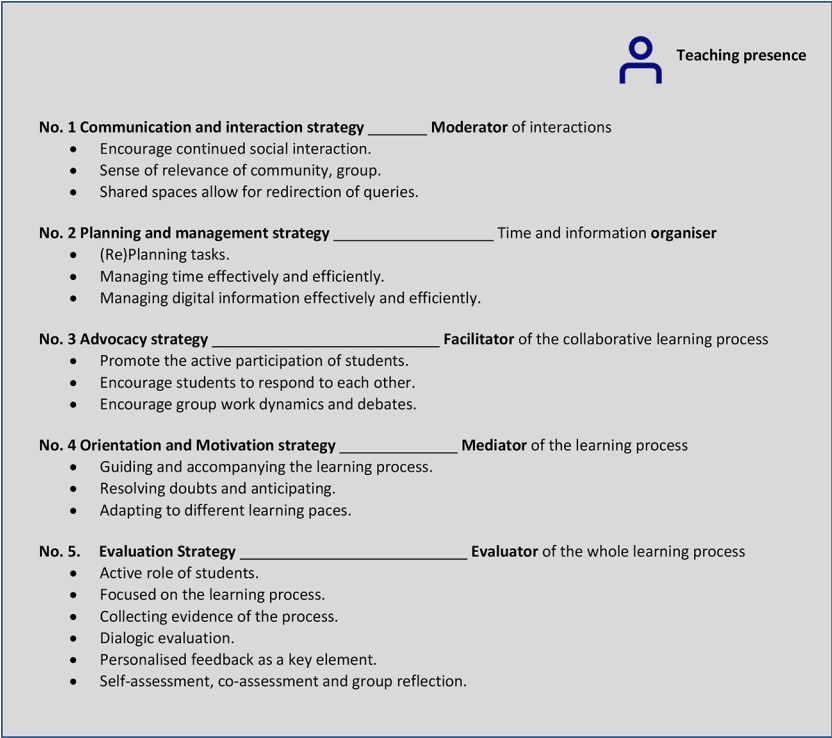 Teaching presence
No. 1 Communication and interaction strategy _______ Moderator of interactions
• Encourage continued social interaction.
• Sense of relevance of community, group.
• Shared spaces allow for redirection of queries.
No. 2 Planning and management strategy ___________________ Time and information organiser
• (Re)Planning tasks.
• Managing time effectively and efficiently.
• Managing digital information effectively and efficiently.
No. 3 Advocacy strategy ___________________________ Facilitator of the collaborative learning process
• Promote the active participation of students.
• Encourage students to respond to each other.
• Encourage group work dynamics and debates.
No. 4 Orientation and Motivation strategy ______________ Mediator of the learning process
• Guiding and accompanying the learning process.
• Resolving doubts and anticipating.
• Adapting to different learning paces.
No. 5. Evaluation Strategy ___________________________ Evaluator of the whole learning process
• Active role of students.
• Focused on the learning process.
• Collecting evidence of the process.
• Dialogic evaluation.
• Personalised feedback as a key element.
• Self-assessment, co-assessment and group reflection.